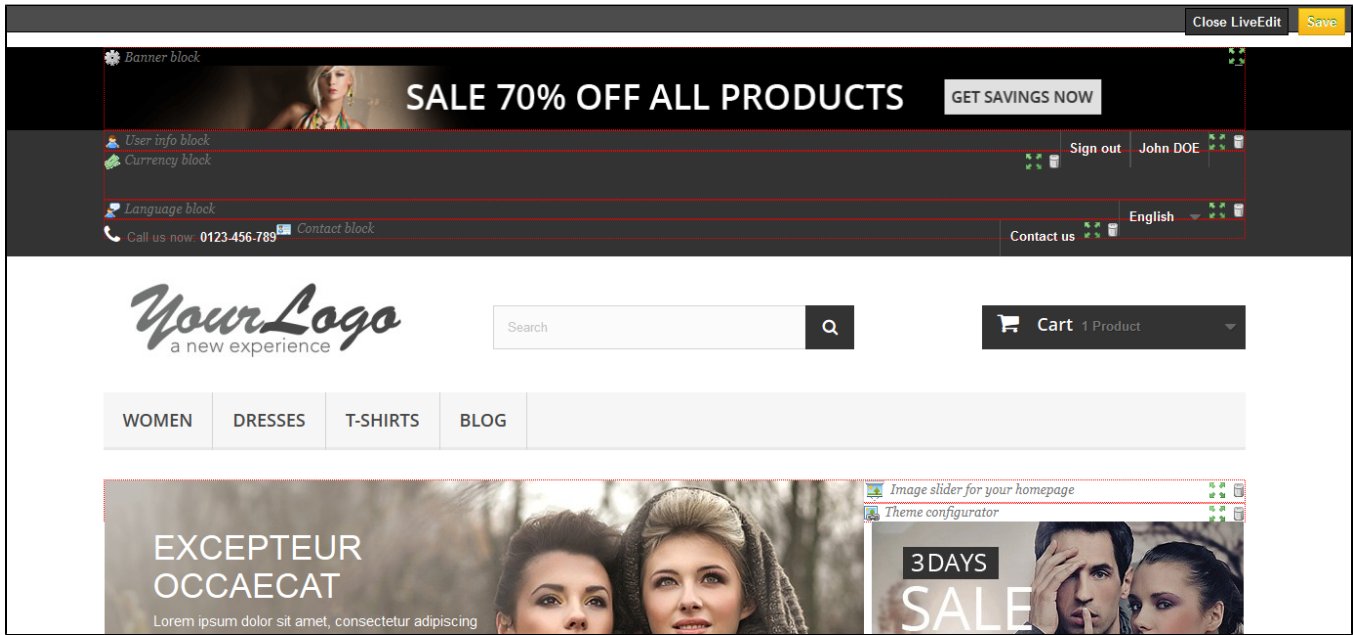 Close LiveEdit Save
Banner block
SALE 70% OFF ALL PRODUCTS GET SAVINGS NOW
User info block Sign out John DOE
Currency block
Language block English
Call us now: 0123-456-789 Contact block Contact us
YourLogo
a new experience
Search
Cart 1 Product
WOMEN DRESSES T-SHIRTS BLOG
Image slider for your homepage
Theme configurator
EXCEPTEUR
OCCAECAT
Lorem ipsum dolor sit amet, consectetur adipiscing
3 DAYS
SALE